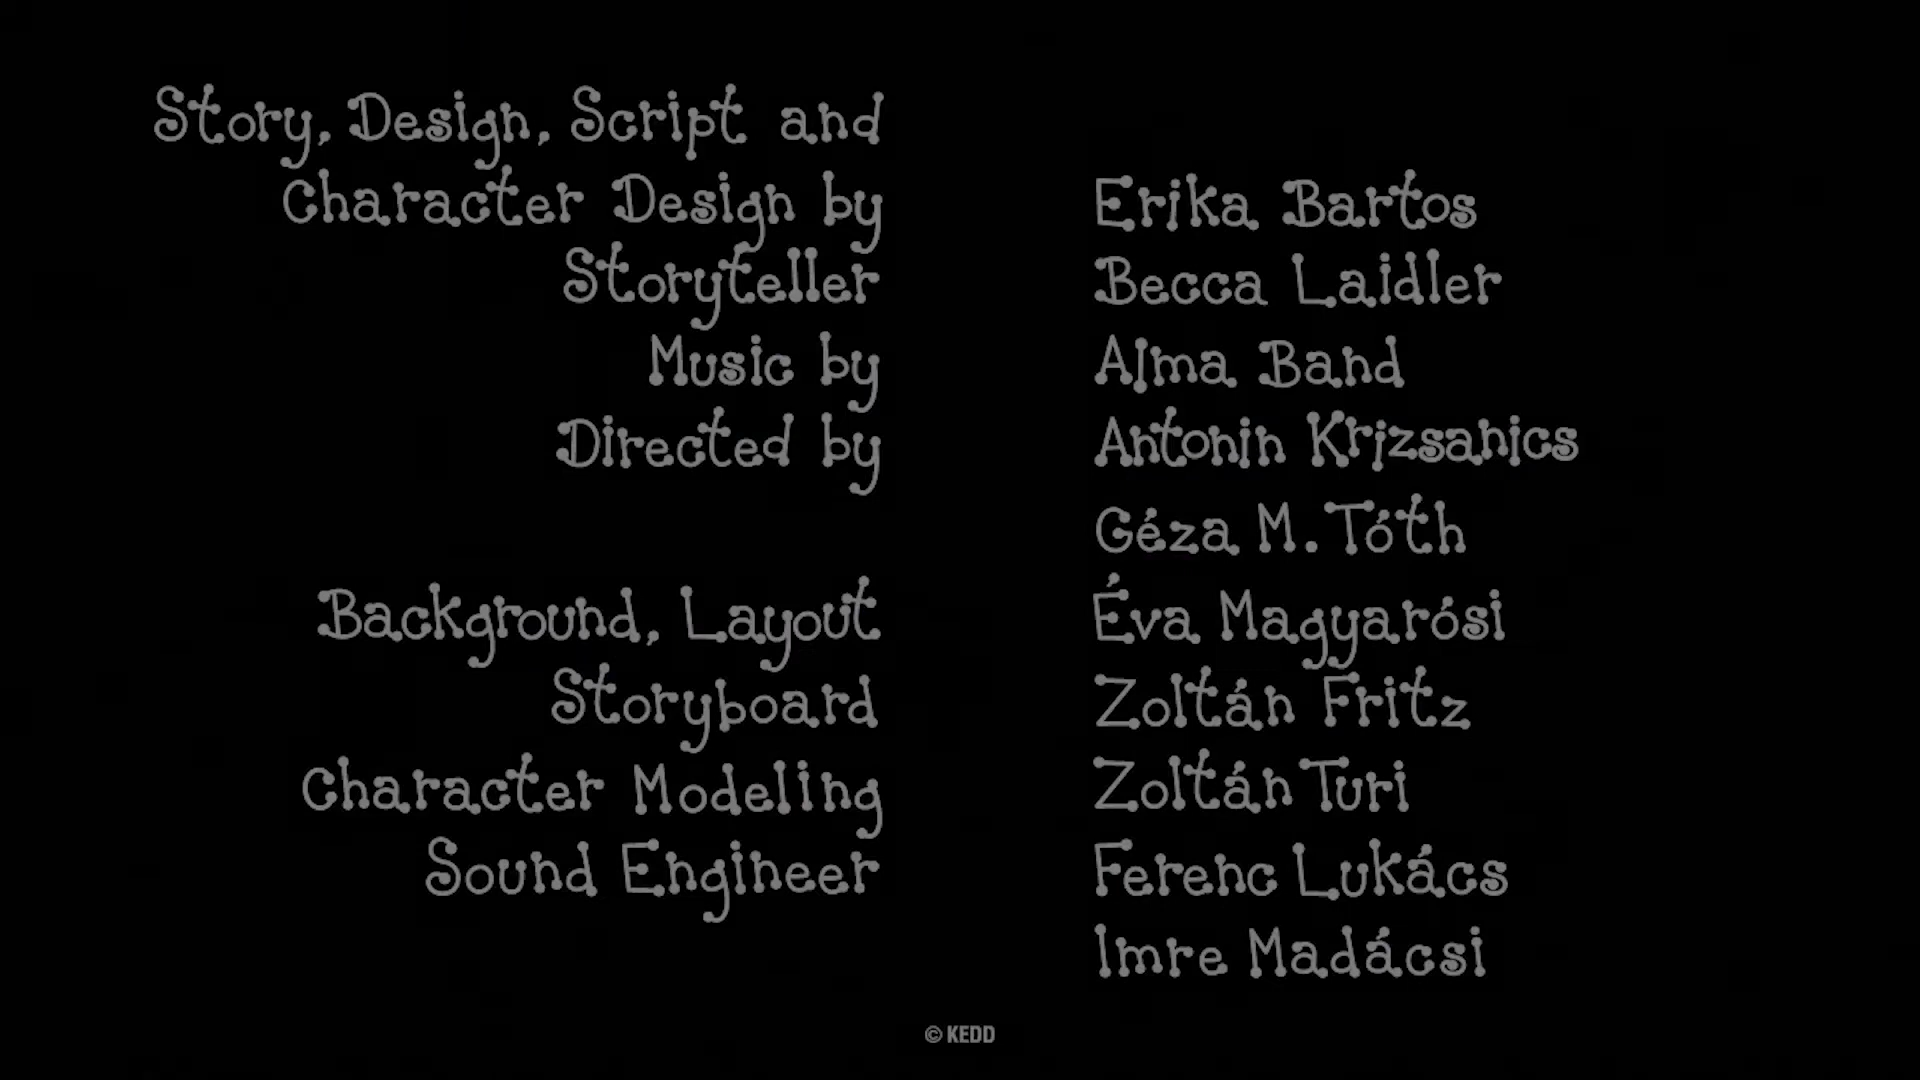 Story, Design, Script and
Character Design by Erika Bartos
Storyteller Becca Laidler
Music by Alma Band
Directed by Antonin Krizsanics
Géza M. Tóth
Background, Layout Éva Magyarósi
Storyboard Zoltán Fritz
Character Modeling Zoltán Turi
Sound Engineer Ferenc Lukács
Imre Madácsi
© KEDD